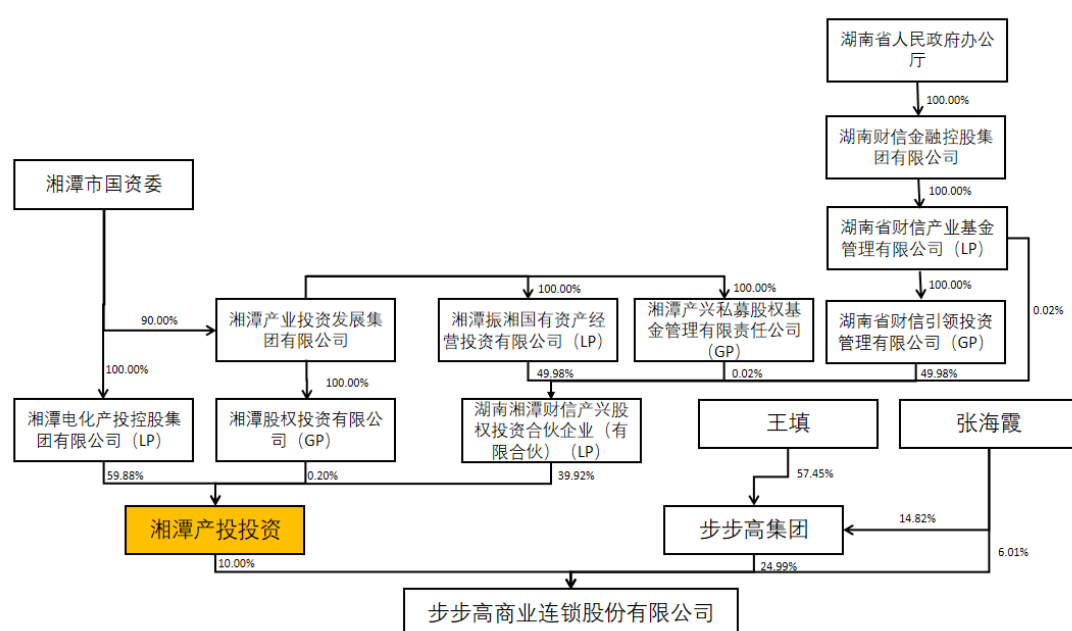 湖南省人民政府办公
厅
100.00%
湖南财信金融控股集
团有限公司
100.00%
湘潭市国资委
湖南省财信产业基金
管理有限公司（LP）
100.00%
100.00%
100.00%
0.02%
90.00%
湘潭产业投资发展集
团有限公司
湘潭振湘国有资产经
营投资有限公司（LP）
湘潭产兴私募股权基
金管理有限责任公司
（GP）
湖南省财信引领投资
管理有限公司（GP）
100.00%
100.00%
49.98%
0.02%
49.98%
湘潭电化产投控股集
团有限公司（LP）
湘潭股权投资有限公
司（GP）
湖南湘潭财信产兴股
权投资合伙企业（有
限合伙）（LP）
王填
张海霞
59.88%
0.20%
39.92%
57.45%
湘潭产投投资
步步高集团
14.82%
10.00%
24.99%
6.01%
步步高商业连锁股份有限公司